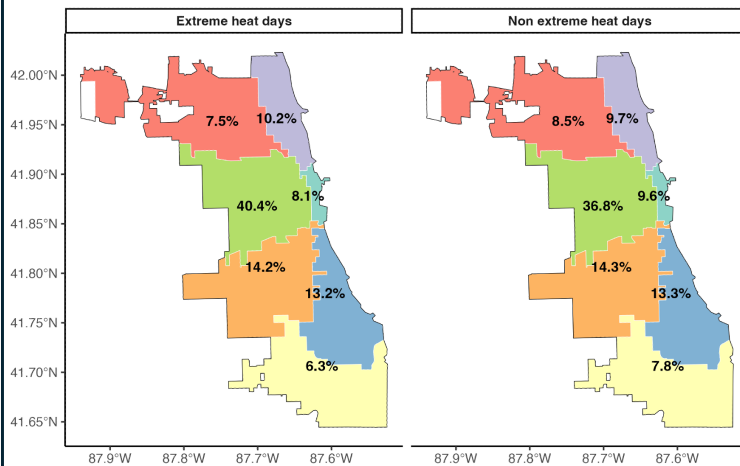 Extreme heat days
Non extreme heat days
42.00°N
41.95°N
41.90°N
41.85°N
41.80°N
41.75°N
41.70°N
41.65°N
7.5%
10.2%
8.1%
40.4%
14.2%
13.2%
6.3%
8.5%
9.7%
9.6%
36.8%
14.3%
13.3%
7.8%
87.9°W
87.8°W
87.7°W
87.6°W
87.9°W
87.8°W
87.7°W
87.6°W